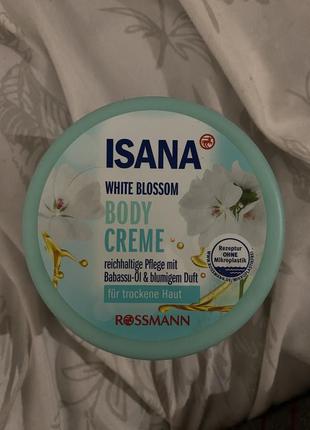 ISANA
WHITE BLOSSOM
BODY
CREME
reichhaltige Pflege mit
Babassu-Öl & blumigem Duft
für trockene Haut
ROSSMANN
Rezeptur
OHNE
Mikroplastik